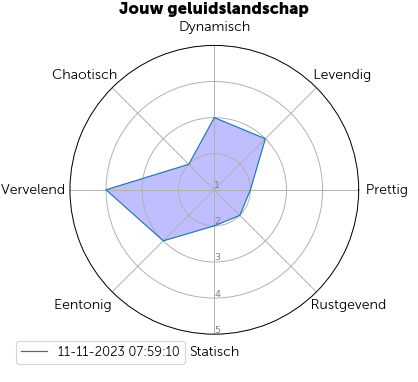 Jouw geluidslandschap
Dynamisch
Chaotisch
Levendig
Vervelend
1
Prettig
2
3
4
Eentonig
Rustgevend
5
11-11-2023 07:59:10
Statisch